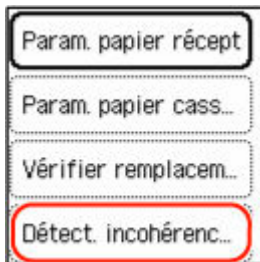 Param. papier récept
Param. papier cass...
Vérifier remplacem...
Détect. incohérenc...